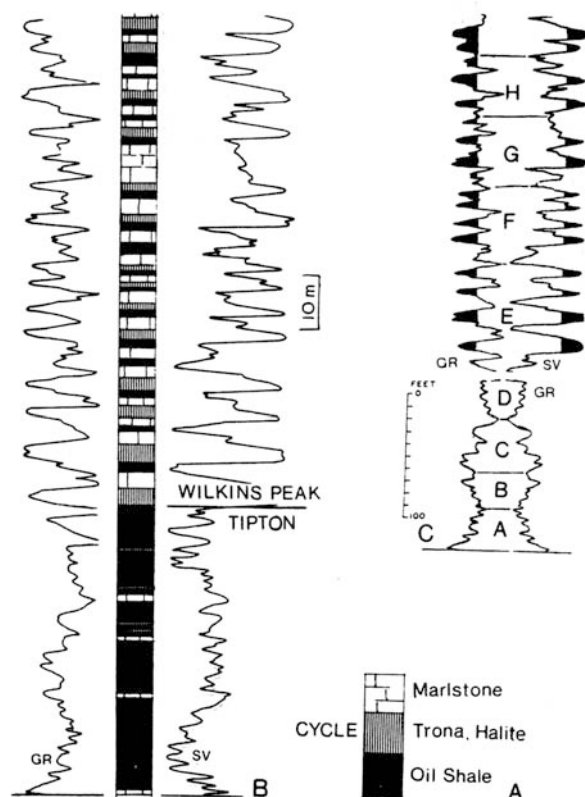 H
G
F
E
GR
SV
FEET
0
D
GR
C
B
100
C
A
10 m
WILKINS PEAK
TIPTON
GR
SV
B
CYCLE
Marlstone
Trona, Halite
Oil Shale
A